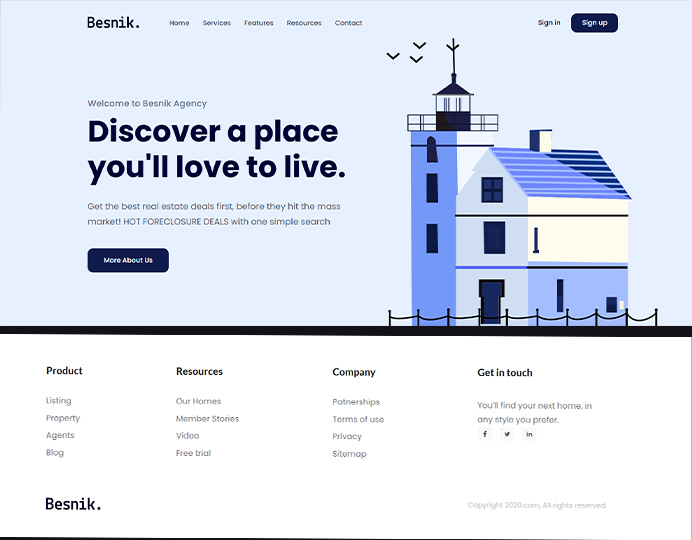 Besnik.
Home Services Features Resources Contact
Sign in Sign up
Welcome to Besnik Agency
Discover a place
you'll love to live.
Get the best real estate deals first, before they hit the mass
market! HOT FORECLOSURE DEALS with one simple search
More About Us
Product
Listing
Property
Agents
Blog
Resources
Our Homes
Member Stories
Video
Free trial
Company
Patnerships
Terms of use
Privacy
Sitemap
Get in touch
You'll find your next home, in
any style you prefer.
Besnik.
Copyright 2020.com, All rights reserved.